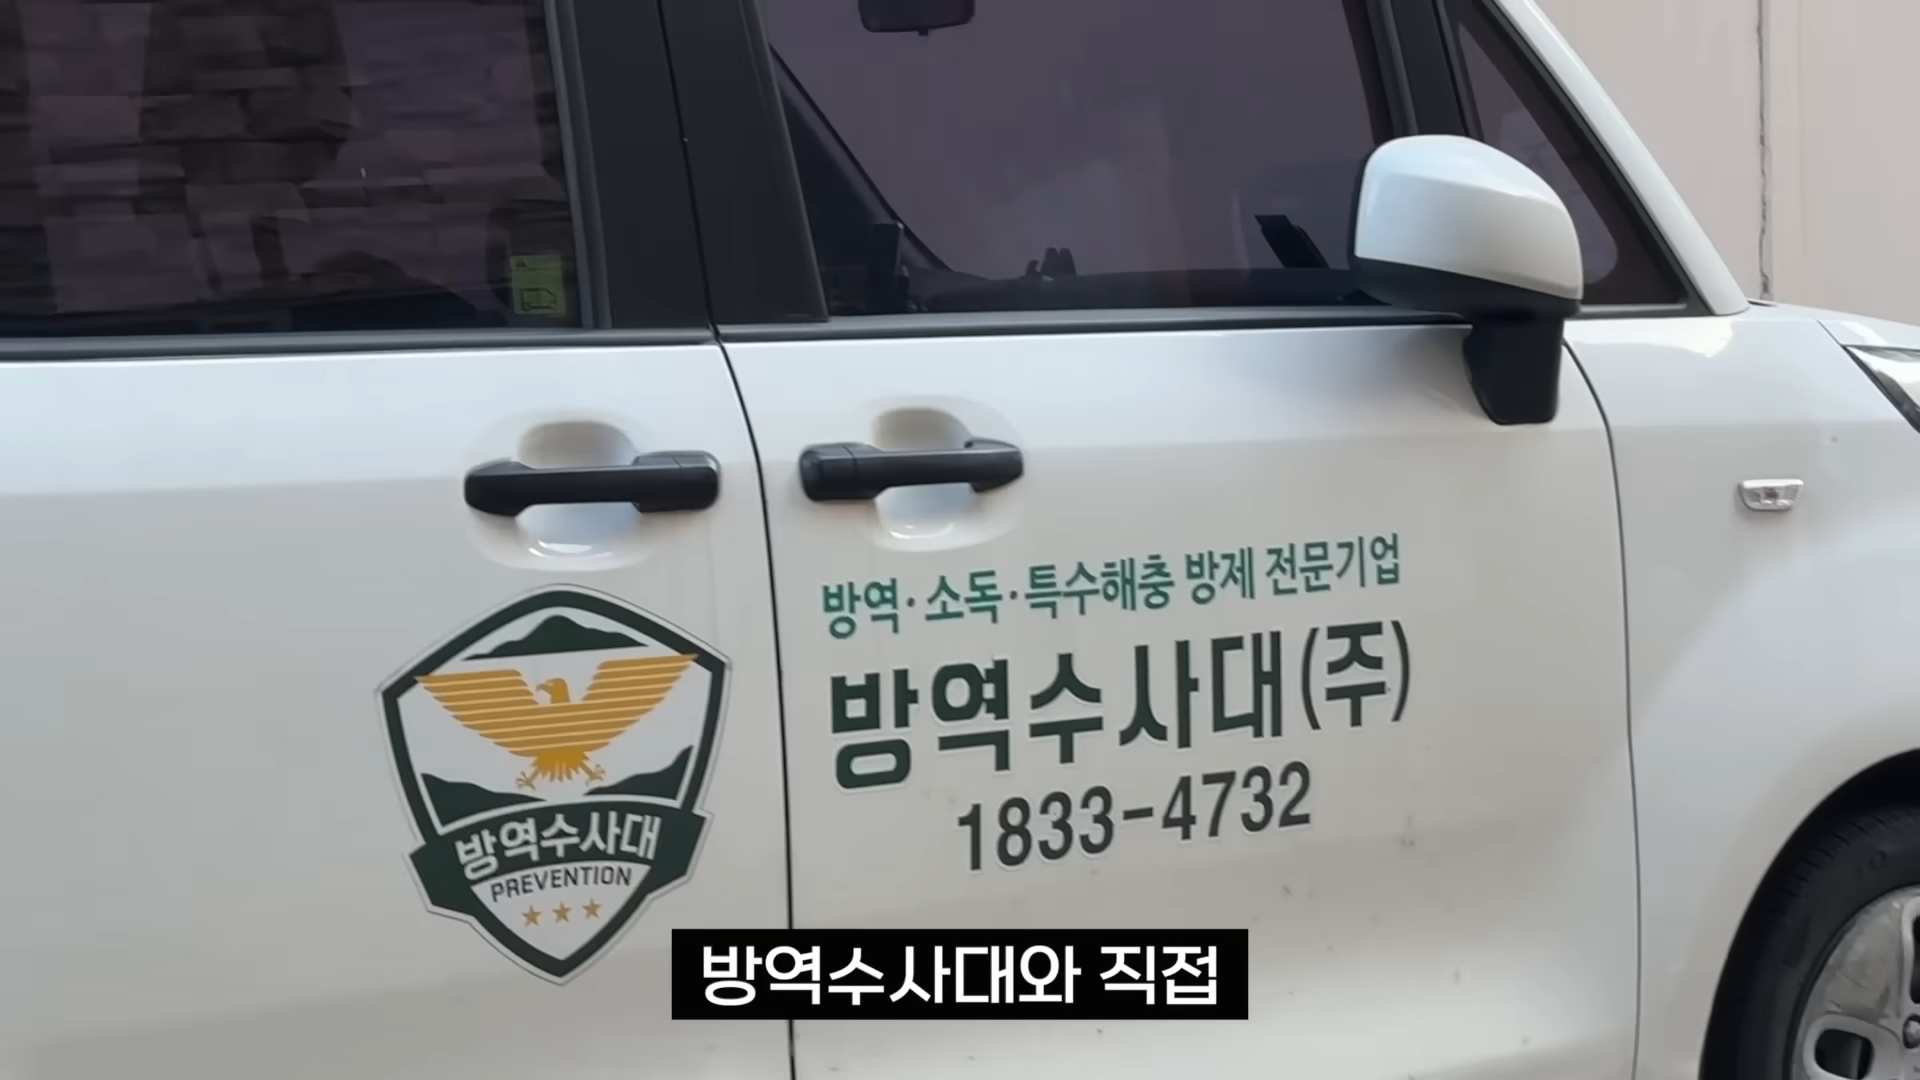 방역·소독·특수해충 방제 전문기업
방역수사대(주)
1833-4732
방역수사대
PREVENTION
방역수사대와 직접